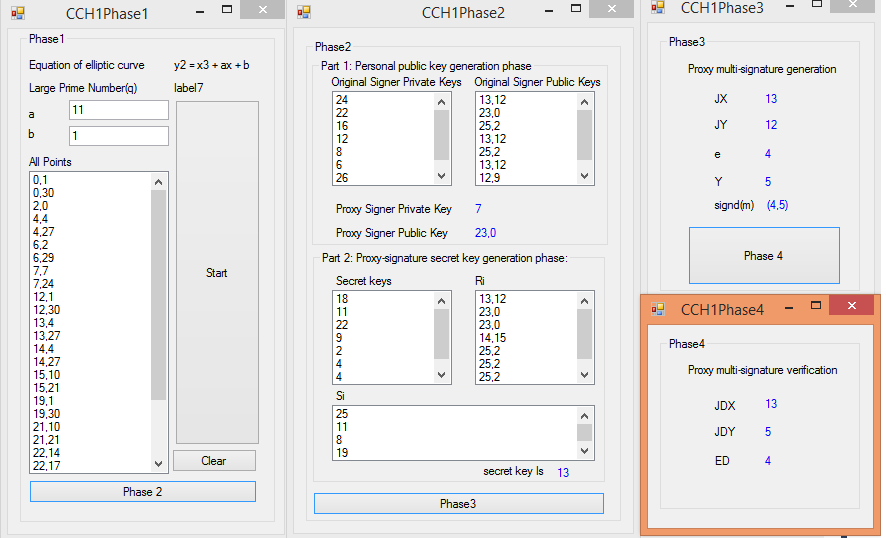 CCH1Phase1
Phase1
Equation of elliptic curve y2 = x3 + ax + b
Large Prime Number(q) label7
a 11
b 1
All Points
0,1
0,30
2,0
4,4
4,27
6,2
6,29
7,7
7,24
12,1
12,30
13,4
13,27
14,4
14,27
15,10
15,21
19,1
19,30
21,10
21,21
22,14
22,17
Start
Clear
Phase 2
CCH1Phase2
Phase2
Part 1: Personal public key generation phase
Original Signer Private Keys
24
22
16
12
8
6
26
Original Signer Public Keys
13,12
23,0
25,2
13,12
25,2
13,12
12,9
Proxy Signer Private Key 7
Proxy Signer Public Key 23,0
Part 2: Proxy-signature secret key generation phase:
Secret keys
18
11
22
9
2
4
4
Ri
13,12
23,0
23,0
14,15
25,2
25,2
25,2
Si
25
11
8
19
secret key Is 13
Phase3
CCH1Phase3
Phase3
Proxy multi-signature generation
JX 13
JY 12
e 4
Y 5
signd(m) (4,5)
Phase 4
CCH1Phase4
Phase4
Proxy multi-signature verification
JDX 13
JDY 5
ED 4